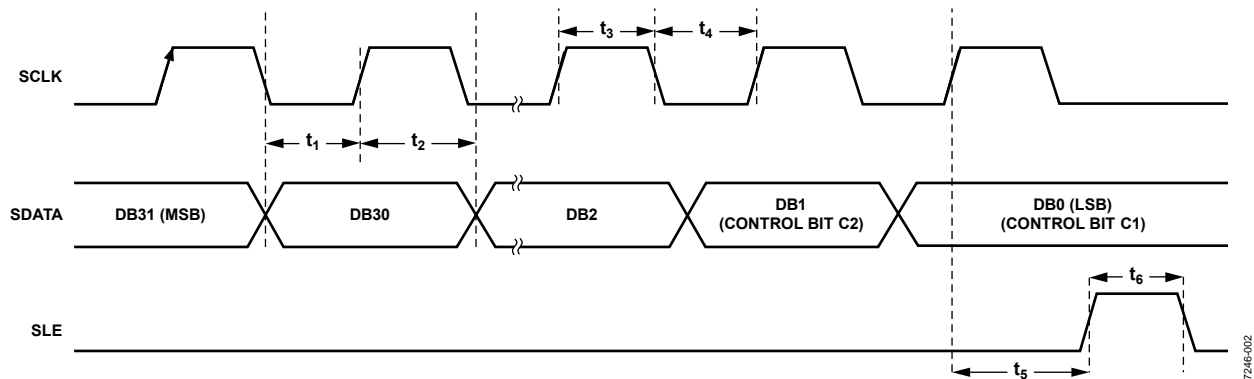 t3
t4
SCLK
t1
t2
SDATA
DB31 (MSB)
DB30
DB2
DB1
(CONTROL BIT C2)
DB0 (LSB)
(CONTROL BIT C1)
t6
SLE
t5
7246-002